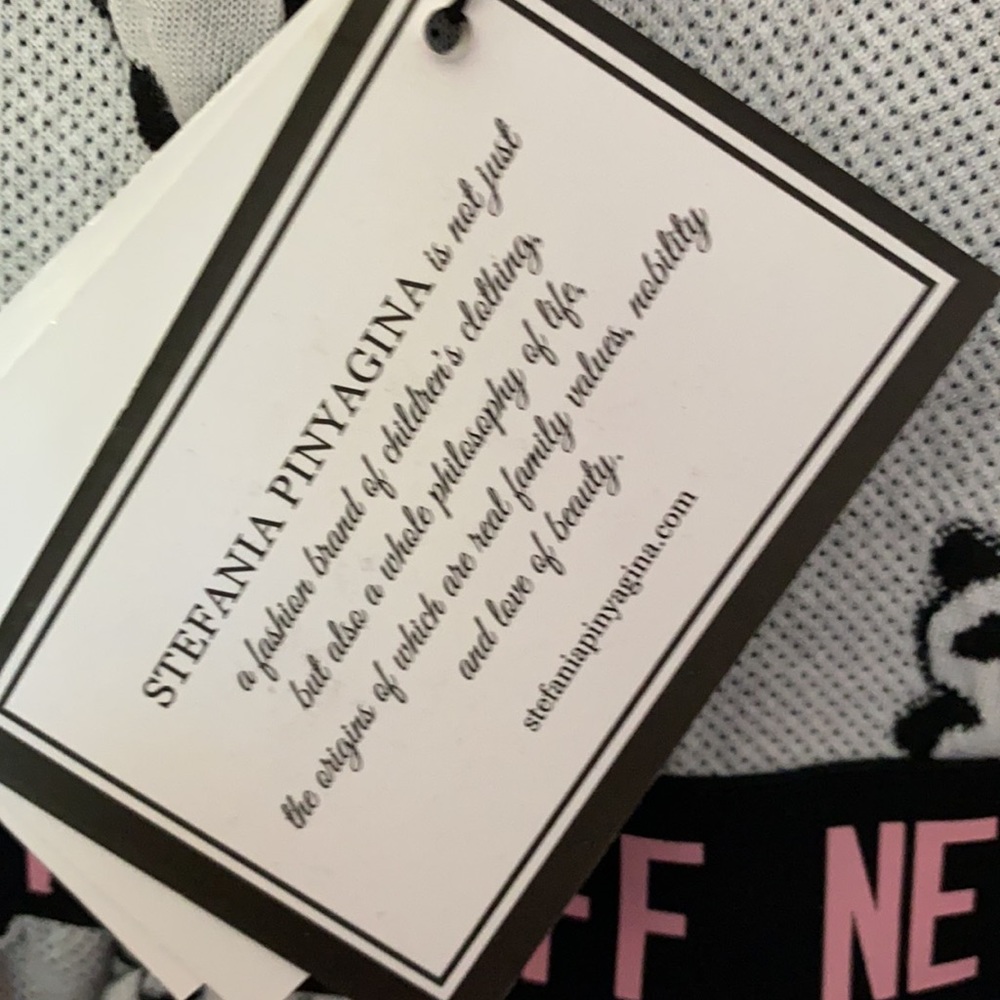 STEFANIA PINYAGINA is not just
a fashion brand of children's clothing,
but also a whole philosophy of life,
the origins of which are real family values, nobility
and love of beauty.
stefaniapinyagina.com
FF NE